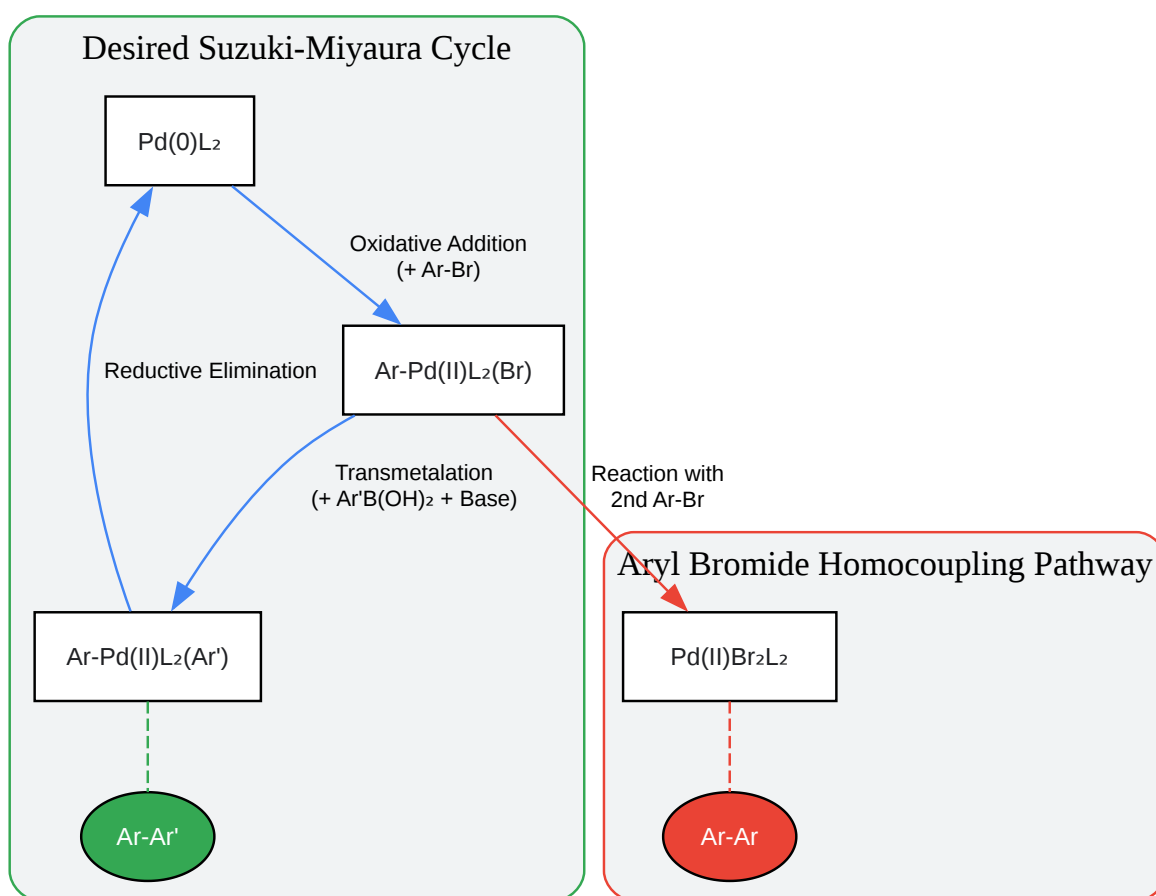 Desired Suzuki-Miyaura Cycle
Pd(0)L₂
Oxidative Addition
(+ Ar-Br)
Reductive Elimination
Ar-Pd(II)L₂(Br)
Transmetalation
(+ Ar'B(OH)₂ + Base)
Reaction with
2nd Ar-Br
Aryl Bromide Homocoupling Pathway
Ar-Pd(II)L₂(Ar')
Pd(II)Br₂L₂
Ar-Ar'
Ar-Ar